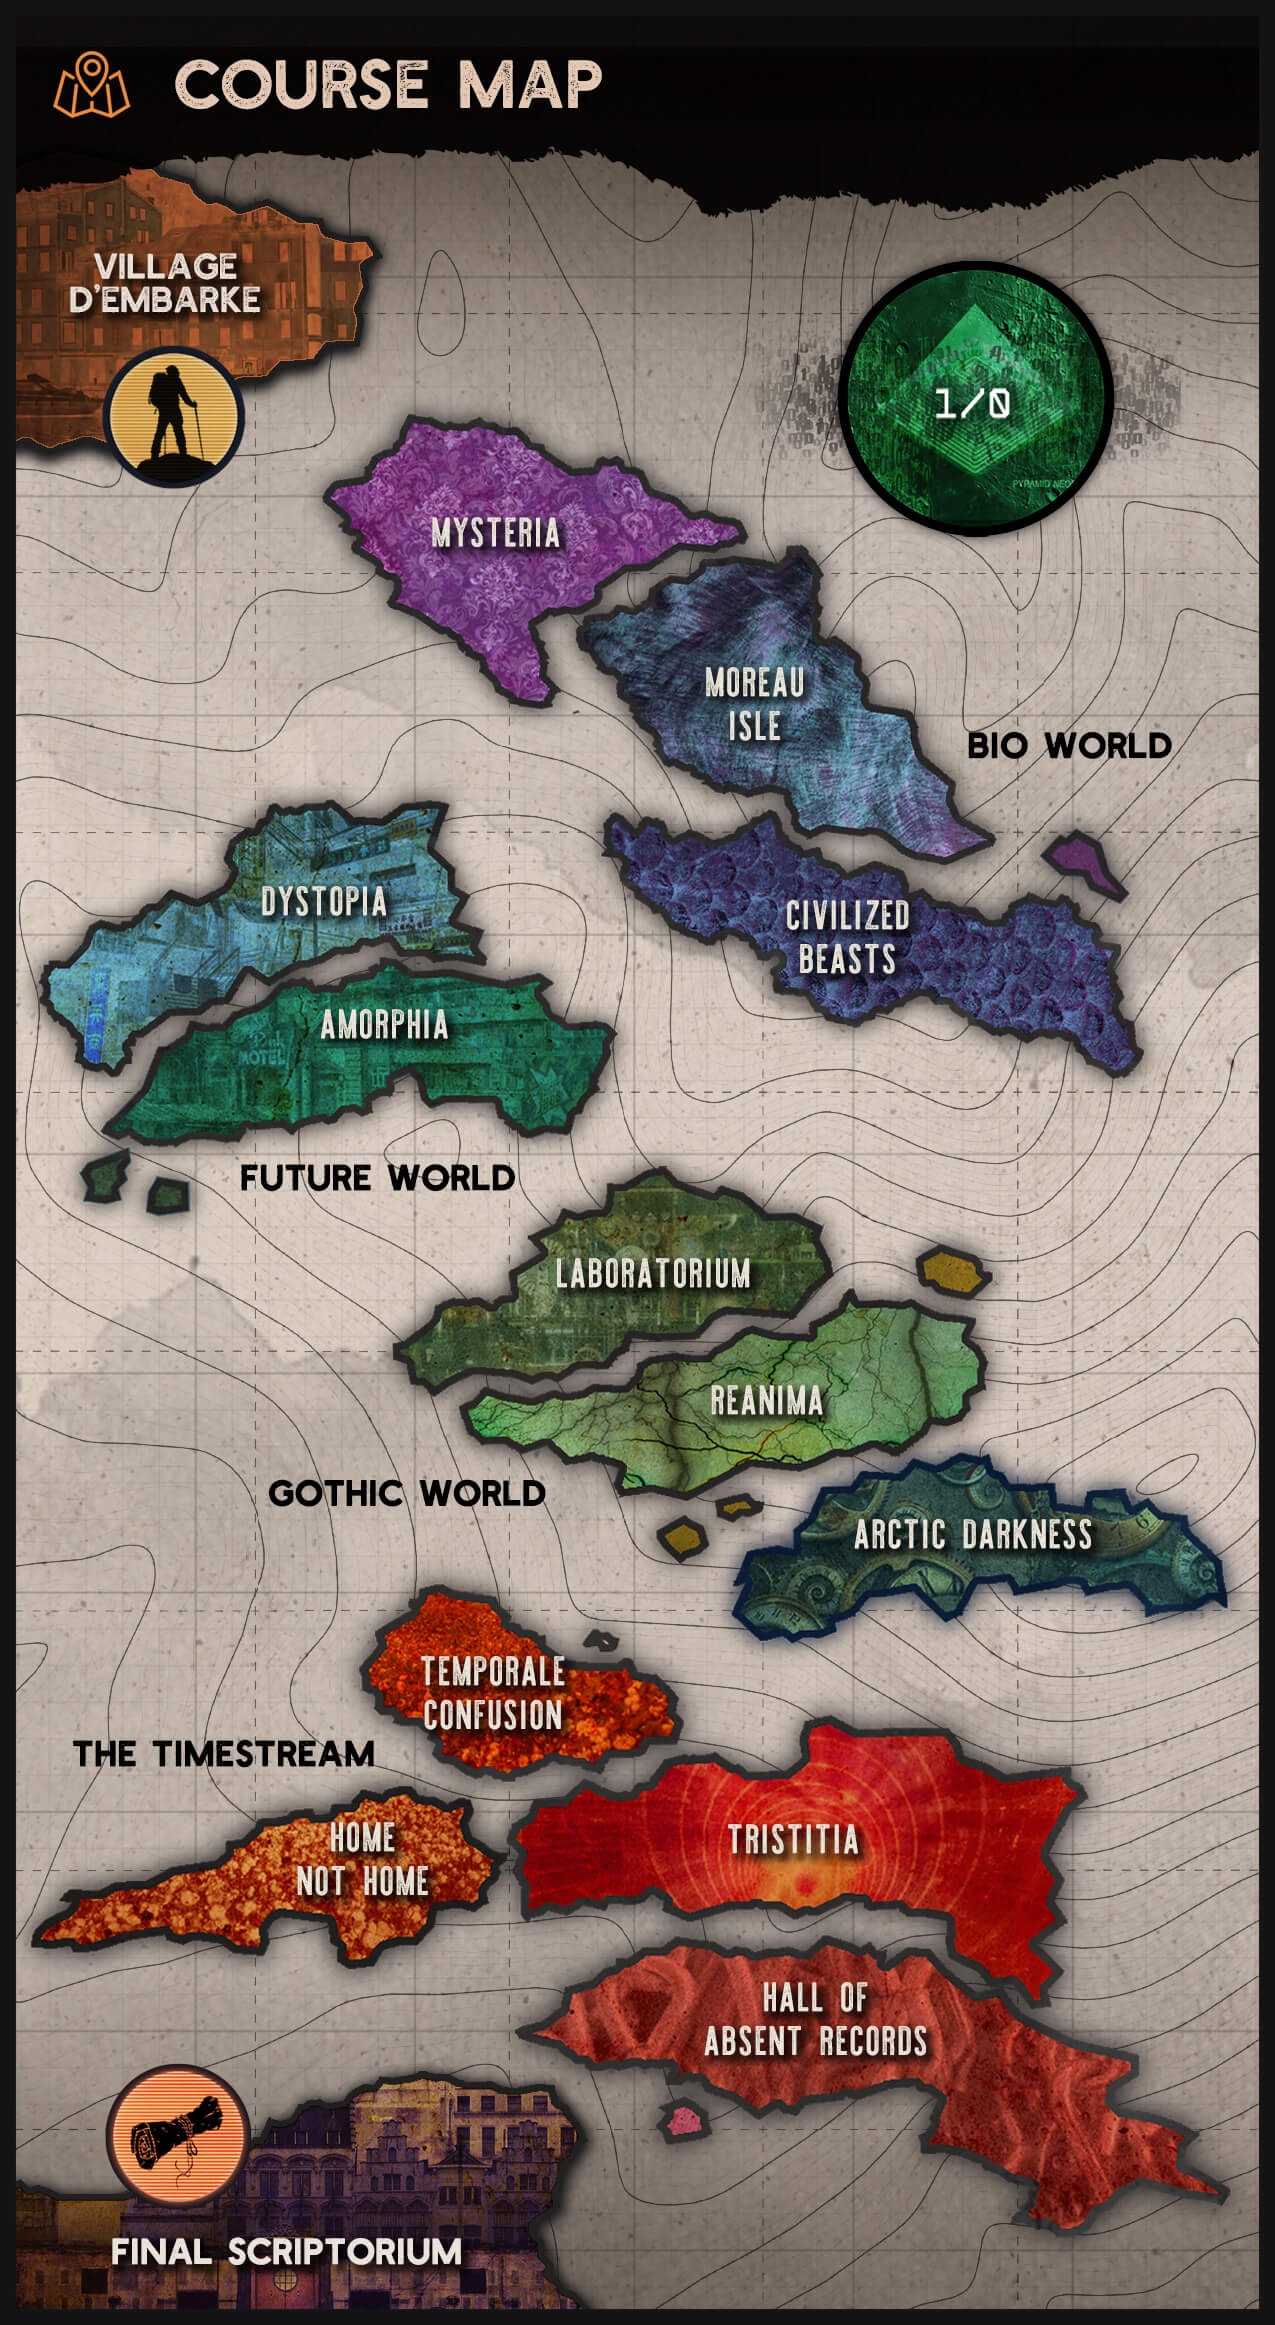 COURSE MAP
VILLAGE
D'EMBARKE
1/0
PYRAMID NEO
MYSTERIA
MOREAU
ISLE
BIO WORLD
DYSTOPIA
CIVILIZED
BEASTS
AMORPHIA
MOTEL
FUTURE WORLD
LABORATORIUM
REANIMA
GOTHIC WORLD
ARCTIC DARKNESS
TEMPORALE
CONFUSION
THE TIMESTREAM
HOME
NOT HOME
TRISTITIA
HALL OF
ABSENT RECORDS
FINAL SCRIPTORIUM